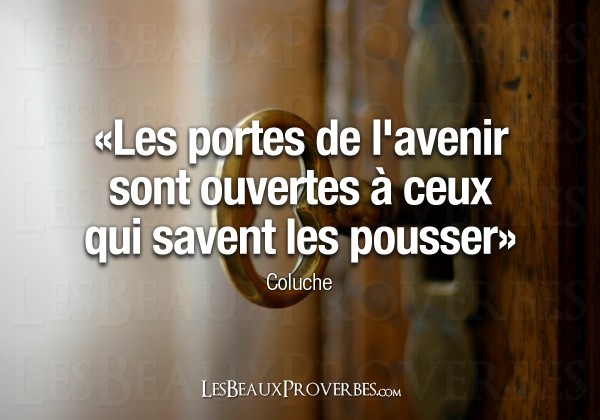 «Les portes de l'avenir
sont ouvertes à ceux
qui savent les pousser»
Coluche
LesBeauxProverbes.com